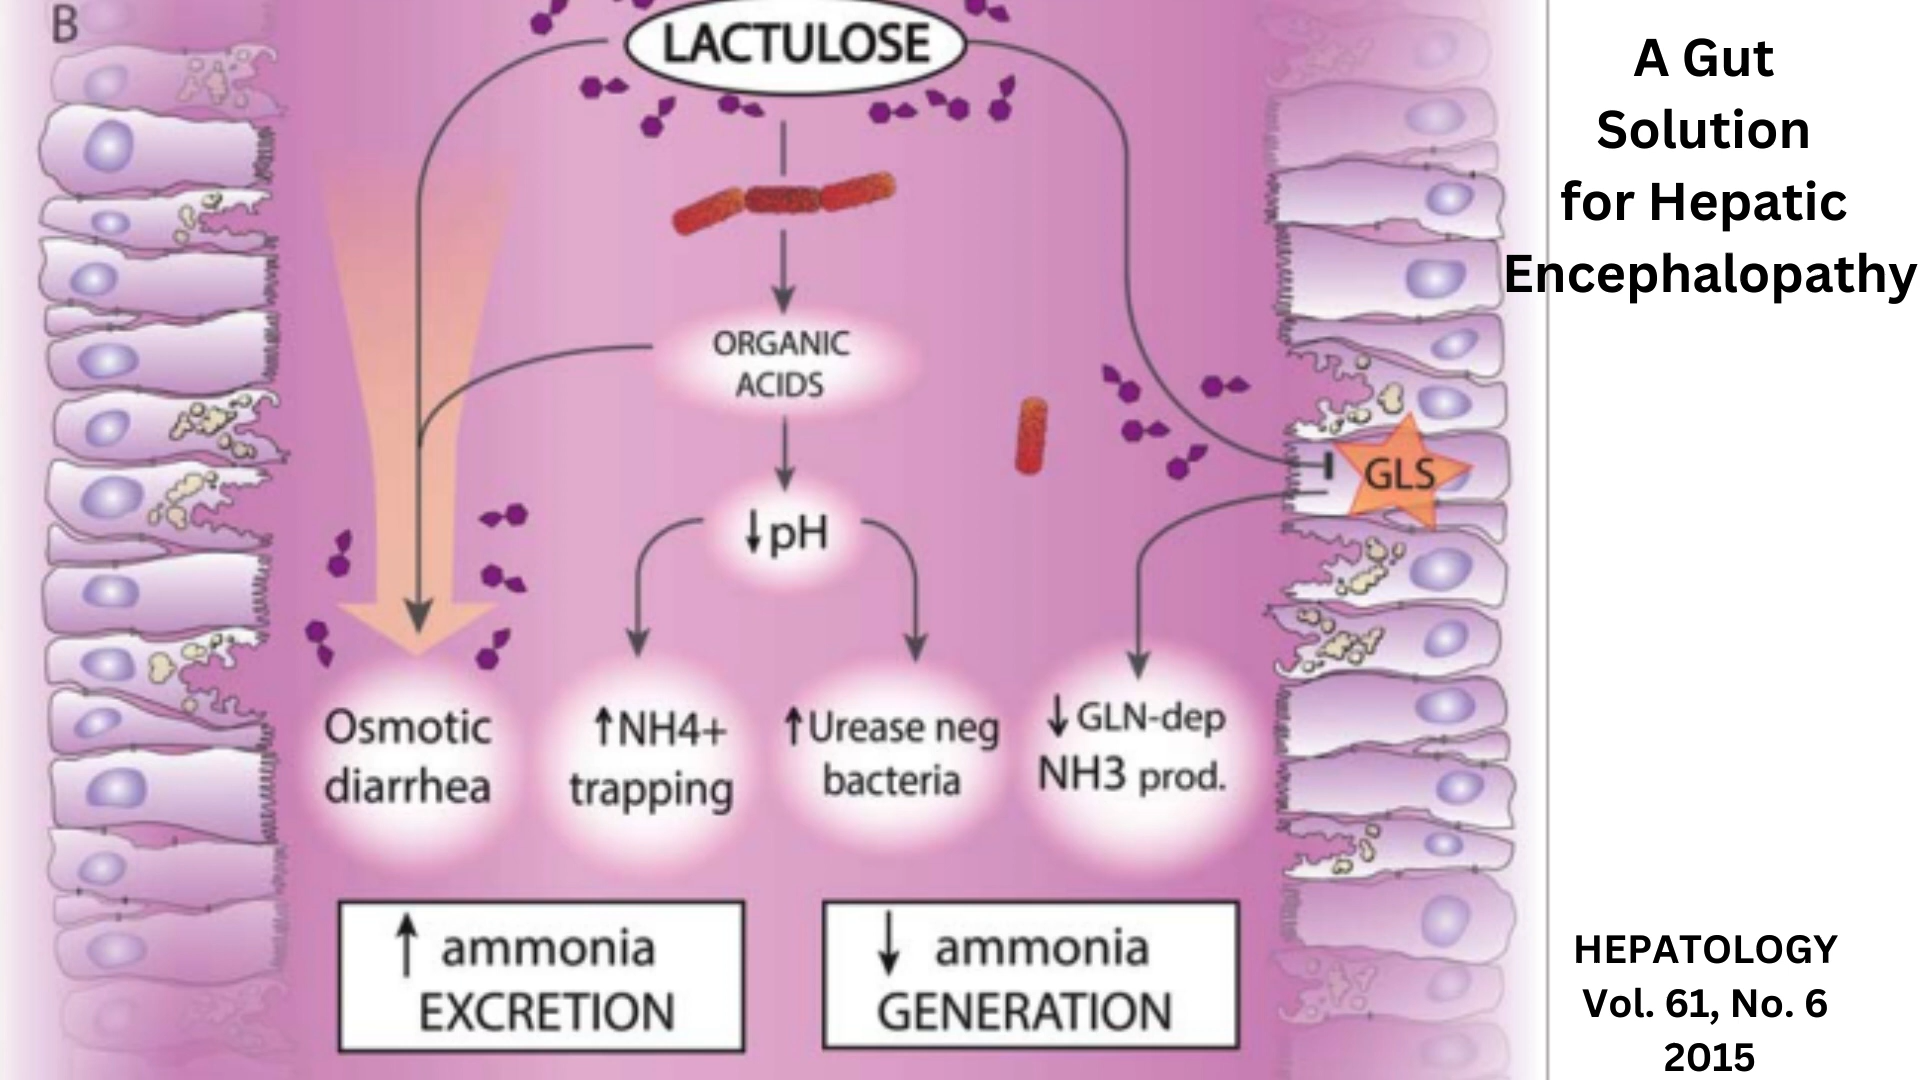 B
LACTULOSE
A Gut
Solution
for Hepatic
Encephalopathy
ORGANIC
ACIDS
GLS
↓pH
Osmotic
diarrhea
↑NH4+
trapping
↑Urease neg
bacteria
↓GLN-dep
NH3 prod.
↑ ammonia
EXCRETION
↓ ammonia
GENERATION
HEPATOLOGY
Vol. 61, No. 6
2015